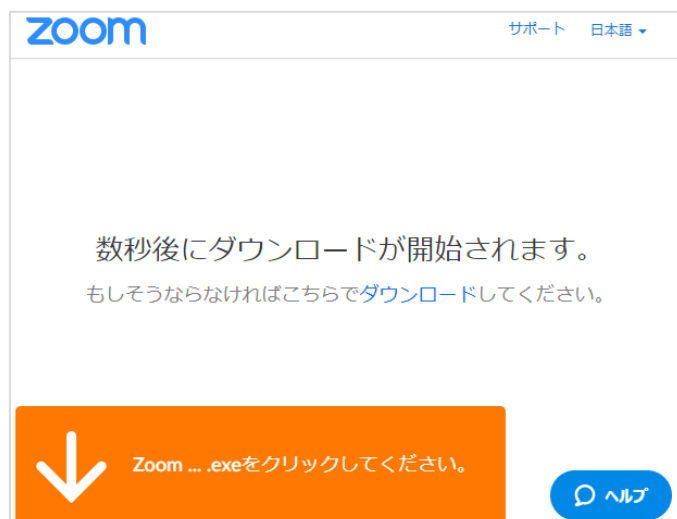 zoom
サポート 日本語
数秒後にダウンロードが開始されます。
もしそうならなければこちらでダウンロードしてください。
Zoom ... .exeをクリックしてください。
ヘルプ